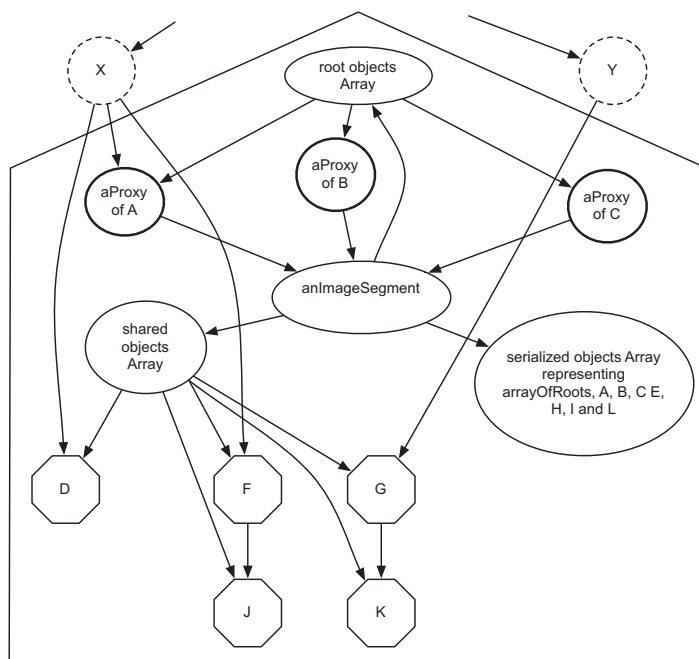 X
root objects
Array
Y
aProxy
of A
aProxy
of B
aProxy
of C
anImageSegment
shared
objects
Array
serialized objects Array
representing
arrayOfRoots, A, B, C E,
H, I and L
D
F
G
J
K